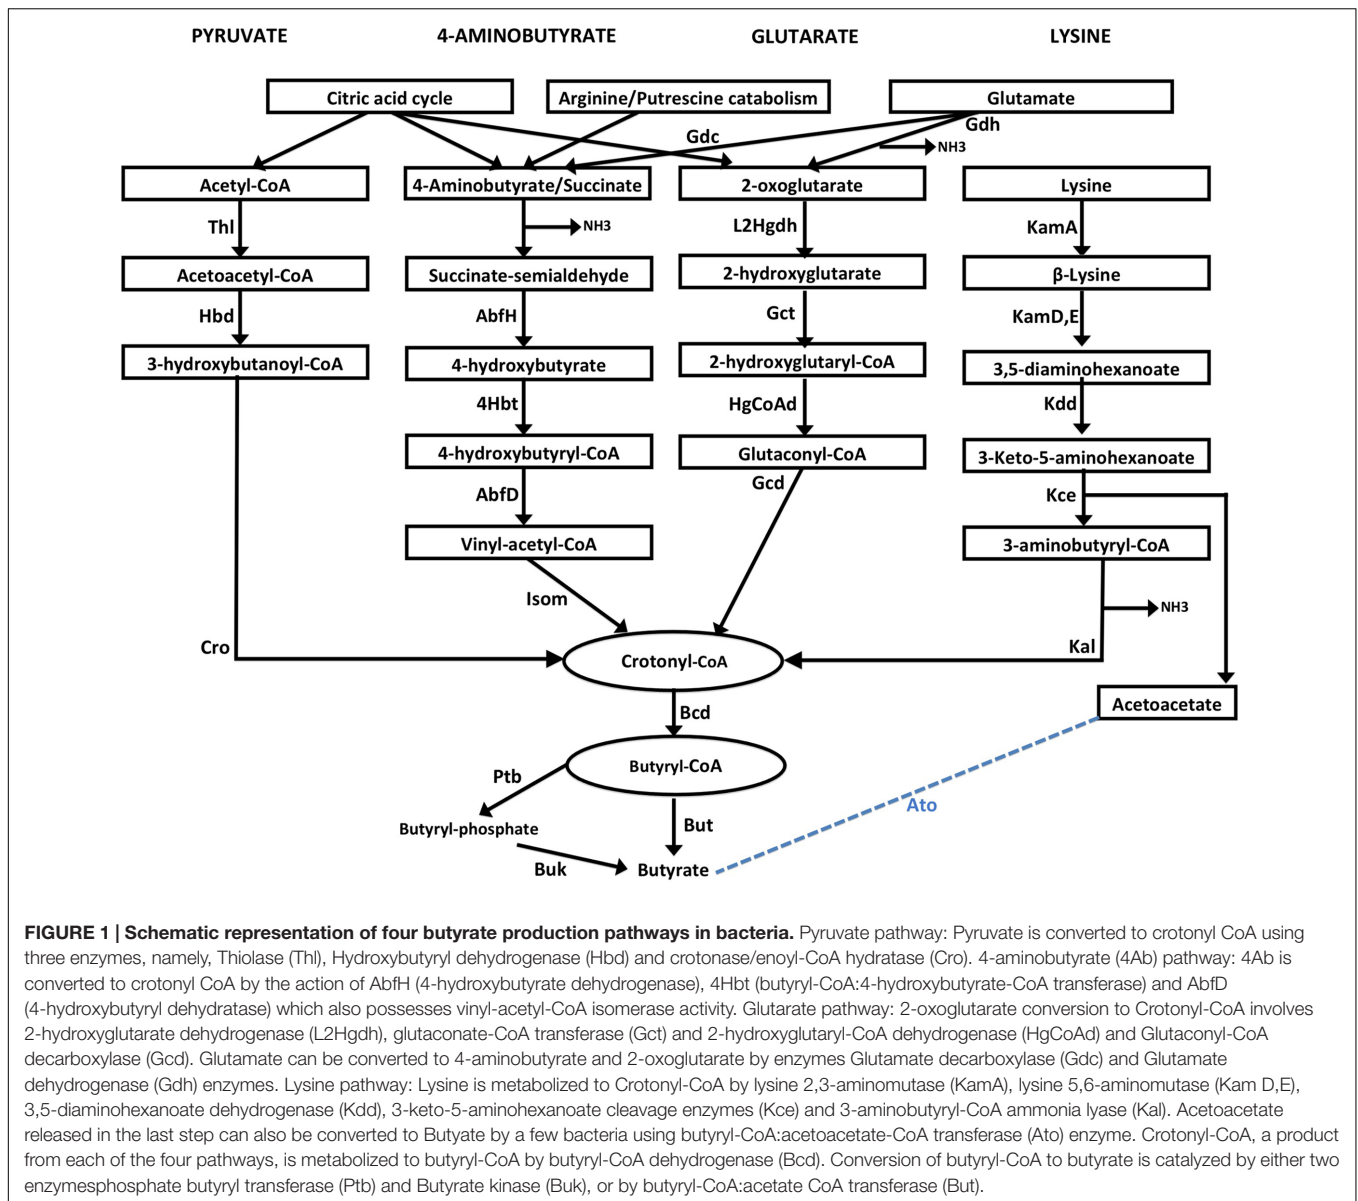 PYRUVATE 4-AMINOBUTYRATE GLUTARATE LYSINE
Citric acid cycle Arginine/Putrescine catabolism Glutamate
Gdc Gdh
NH3
Acetyl-CoA 4-Aminobutyrate/Succinate 2-oxoglutarate Lysine
Thl NH3 L2Hgdh KamA
Acetoacetyl-CoA Succinate-semialdehyde 2-hydroxyglutarate β-Lysine
Hbd AbfH Gct KamD,E
3-hydroxybutanoyl-CoA 4-hydroxybutyrate 2-hydroxyglutaryl-CoA 3,5-diaminohexanoate
4Hbt HgCoAd Kdd
4-hydroxybutyryl-CoA Glutaconyl-CoA 3-Keto-5-aminohexanoate
AbfD Gcd Kce
Vinyl-acetyl-CoA 3-aminobutyryl-CoA
Isom NH3
Cro Kal
Crotonyl-CoA
Bcd Acetoacetate
Butyryl-CoA
Ptb
Ato
Butyryl-phosphate But
Buk Butyrate
FIGURE 1 | Schematic representation of four butyrate production pathways in bacteria. Pyruvate pathway: Pyruvate is converted to crotonyl CoA using
three enzymes, namely, Thiolase (Thl), Hydroxybutyryl dehydrogenase (Hbd) and crotonase/enoyl-CoA hydratase (Cro). 4-aminobutyrate (4Ab) pathway: 4Ab is
converted to crotonyl CoA by the action of AbfH (4-hydroxybutyrate dehydrogenase), 4Hbt (butyryl-CoA:4-hydroxybutyrate-CoA transferase) and AbfD
(4-hydroxybutyryl dehydratase) which also possesses vinyl-acetyl-CoA isomerase activity. Glutarate pathway: 2-oxoglutarate conversion to Crotonyl-CoA involves
2-hydroxyglutarate dehydrogenase (L2Hgdh), glutaconate-CoA transferase (Gct) and 2-hydroxyglutaryl-CoA dehydrogenase (HgCoAd) and Glutaconyl-CoA
decarboxylase (Gcd). Glutamate can be converted to 4-aminobutyrate and 2-oxoglutarate by enzymes Glutamate decarboxylase (Gdc) and Glutamate
dehydrogenase (Gdh) enzymes. Lysine pathway: Lysine is metabolized to Crotonyl-CoA by lysine 2,3-aminomutase (KamA), lysine 5,6-aminomutase (Kam D,E),
3,5-diaminohexanoate dehydrogenase (Kdd), 3-keto-5-aminohexanoate cleavage enzymes (Kce) and 3-aminobutyryl-CoA ammonia lyase (Kal). Acetoacetate
released in the last step can also be converted to Butyate by a few bacteria using butyryl-CoA:acetoacetate-CoA transferase (Ato) enzyme. Crotonyl-CoA, a product
from each of the four pathways, is metabolized to butyryl-CoA by butyryl-CoA dehydrogenase (Bcd). Conversion of butyryl-CoA to butyrate is catalyzed by either two
enzymesphosphate butyryl transferase (Ptb) and Butyrate kinase (Buk), or by butyryl-CoA:acetate CoA transferase (But).